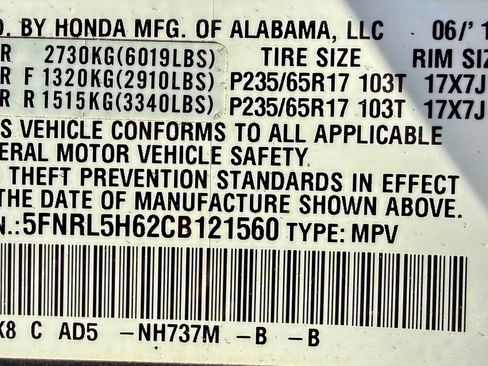 D. BY HONDA MFG. OF ALABAMA, LLC 06/'1
R 2730KG(6019LBS) TIRE SIZE RIM SIZ
R F 1320KG(2910LBS) P235/65R17 103T 17X7J
R R 1515KG(3340LBS) P235/65R17 103T 17X7J
S VEHICLE CONFORMS TO ALL APPLICABLE
ERAL MOTOR VEHICLE SAFETY
D THEFT PREVENTION STANDARDS IN EFFECT
THE DATE OF MANUFACTURE SHOWN ABOVE.
N.:5FNRL5H62CB121560 TYPE: MPV
X8 C AD5 -NH737M -B -B